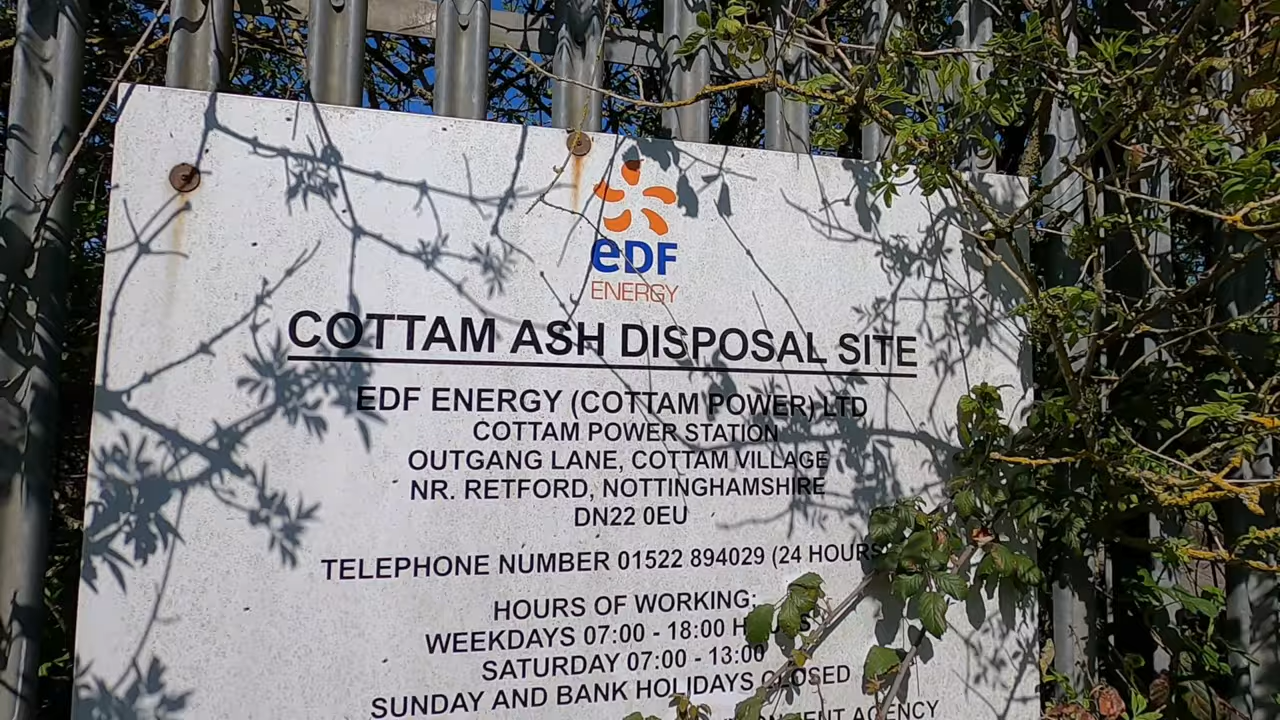 eDF
ENERGY
COTTAM ASH DISPOSAL SITE
EDF ENERGY (COTTAM POWER) LTD
COTTAM POWER STATION
OUTGANG LANE, COTTAM VILLAGE
NR. RETFORD, NOTTINGHAMSHIRE
DN22 0EU
TELEPHONE NUMBER 01522 894029 (24 HOURS
HOURS OF WORKING:
WEEKDAYS 07:00 - 18:00
SATURDAY 07:00 - 13:00
SUNDAY AND BANK HOLIDAYS CLOSED
AGENCY